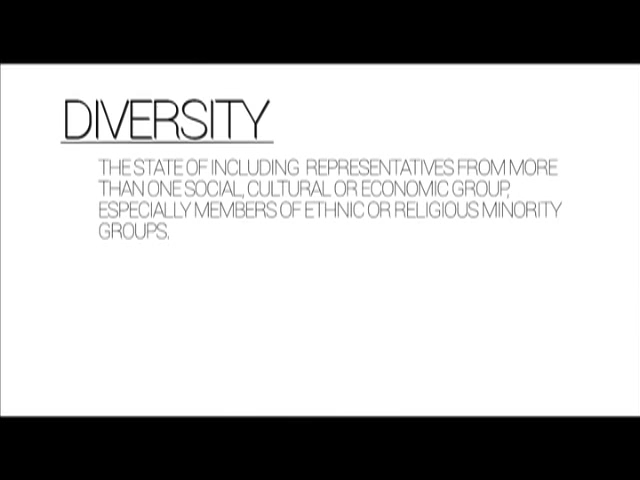 DIVERSITY
THE STATE OF INCLUDING REPRESENTATIVES FROM MORE
THAN ONE SOCIAL, CULTURAL OR ECONOMIC GROUP,
ESPECIALLY MEMBERS OF ETHNIC OR RELIGIOUS MINORITY
GROUPS.